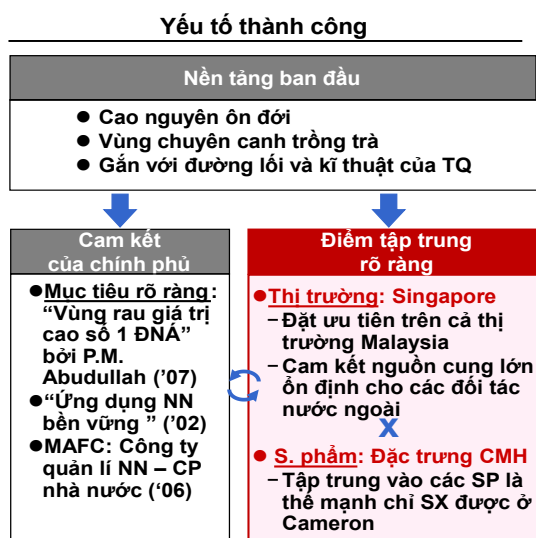 Yếu tố thành công
Nền tảng ban đầu
● Cao nguyên ôn đới
● Vùng chuyên canh trồng trà
● Gắn với đường lối và kĩ thuật của TQ
Cam kết
của chính phủ
●Mục tiêu rõ ràng:
“Vùng rau giá trị
cao số 1 ĐNÁ”
bởi P.M.
Abudullah (’07)
●“Ứng dụng NN
bền vững ” (’02)
●MAFC: Công ty
quản lí NN – CP
nhà nước (‘06)
Điểm tập trung
rõ ràng
●Thị trường: Singapore
–Đặt ưu tiên trên cả thị
trường Malaysia
–Cam kết nguồn cung lớn
ổn định cho các đối tác
nước ngoài
X
● S. phẩm: Đặc trưng CMH
–Tập trung vào các SP là
thế mạnh chỉ SX được ở
Cameron